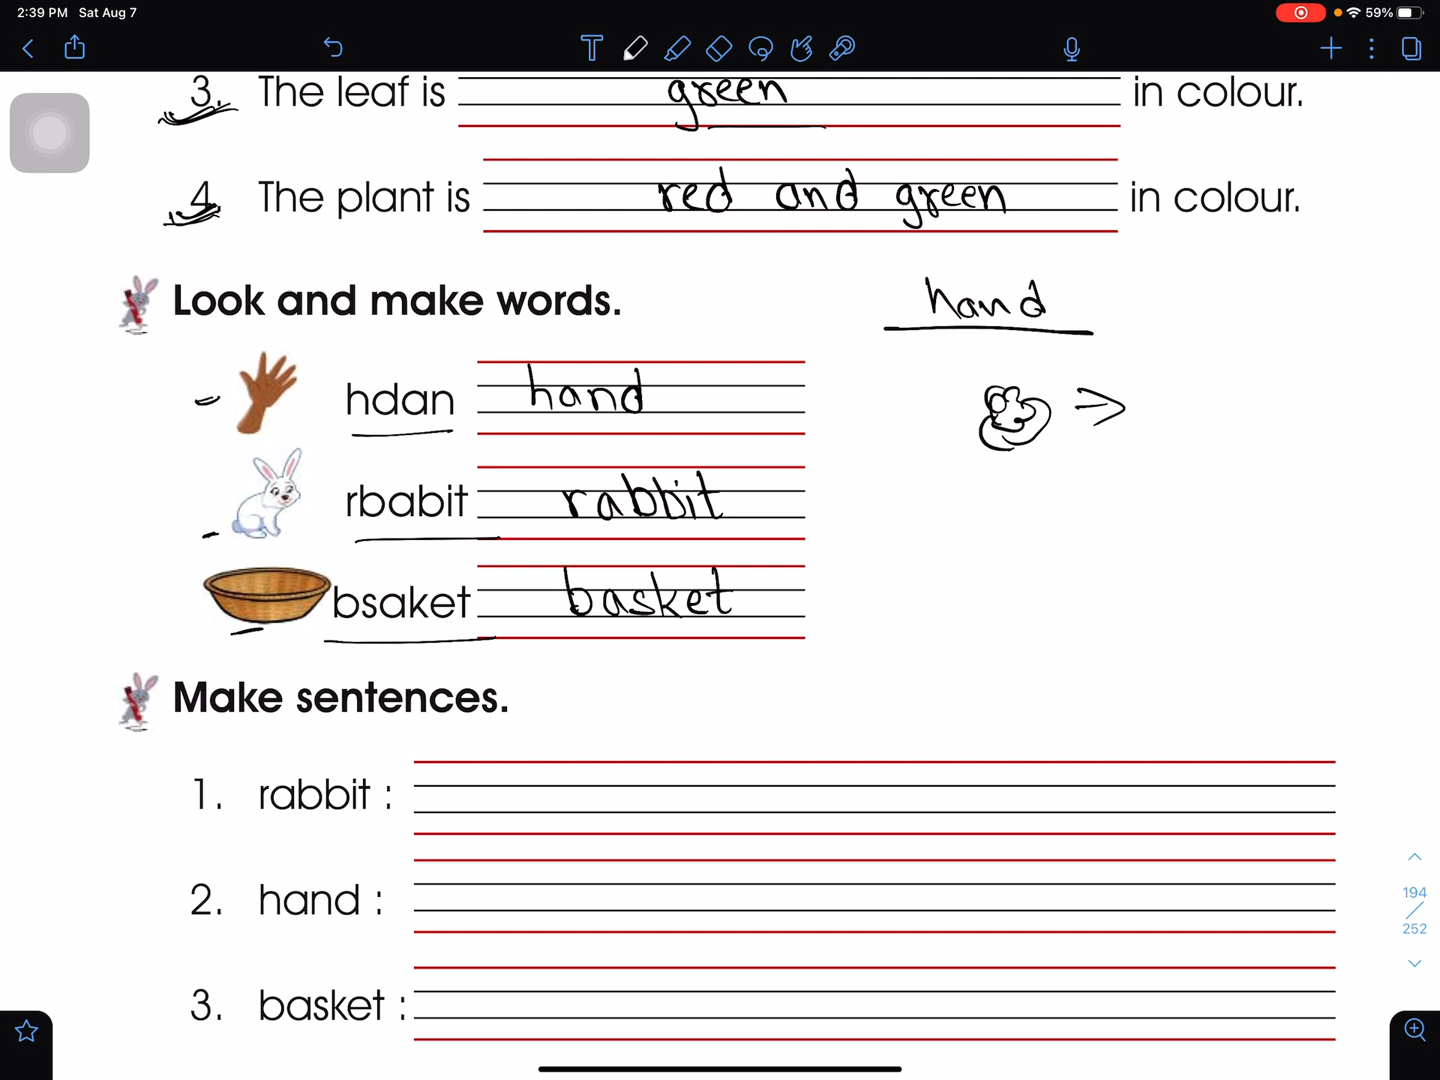 2:39 PM Sat Aug 7 59%
T
3. The leaf is green in colour.
4. The plant is red and green in colour.
Look and make words.
hand
hdan hand
rbabit rabbit
bsaket basket
Make sentences.
1. rabbit :
2. hand :
3. basket :
194
252